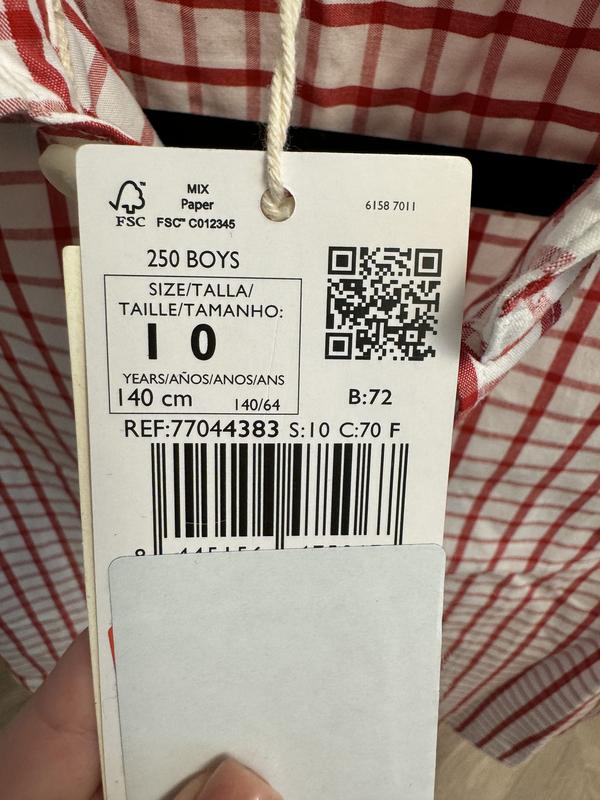 MIX
Paper
FSC™ FSC™ C012345
6158 7011
250 BOYS
SIZE/TALLA/
TAILLE/TAMANHO:
10
YEARS/AÑOS/ANOS/ANS
140 cm 140/64
B:72
REF:77044383 S:10 C:70 F